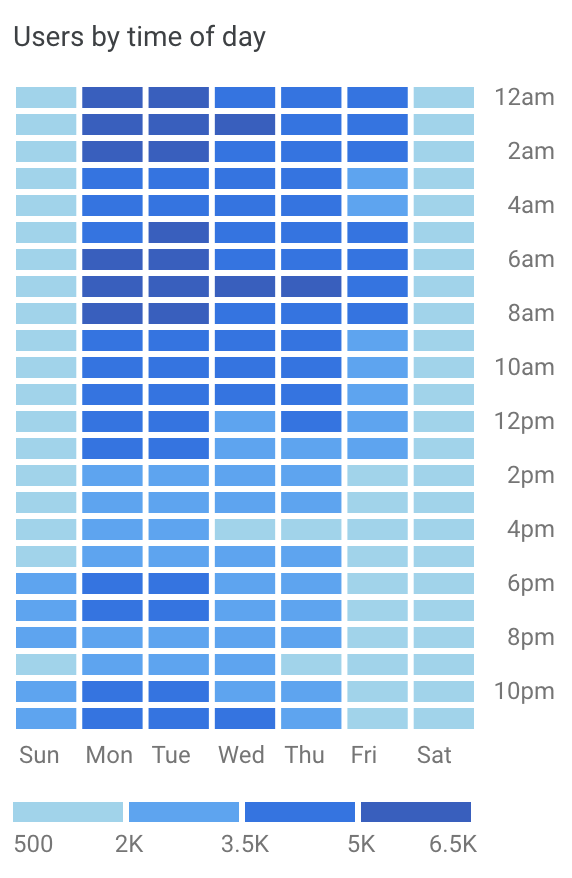 Users by time of day
12am
2am
4am
6am
8am
10am
12pm
2pm
4pm
6pm
8pm
10pm
Sun Mon Tue Wed Thu Fri Sat
500 2K 3.5K 5K 6.5K